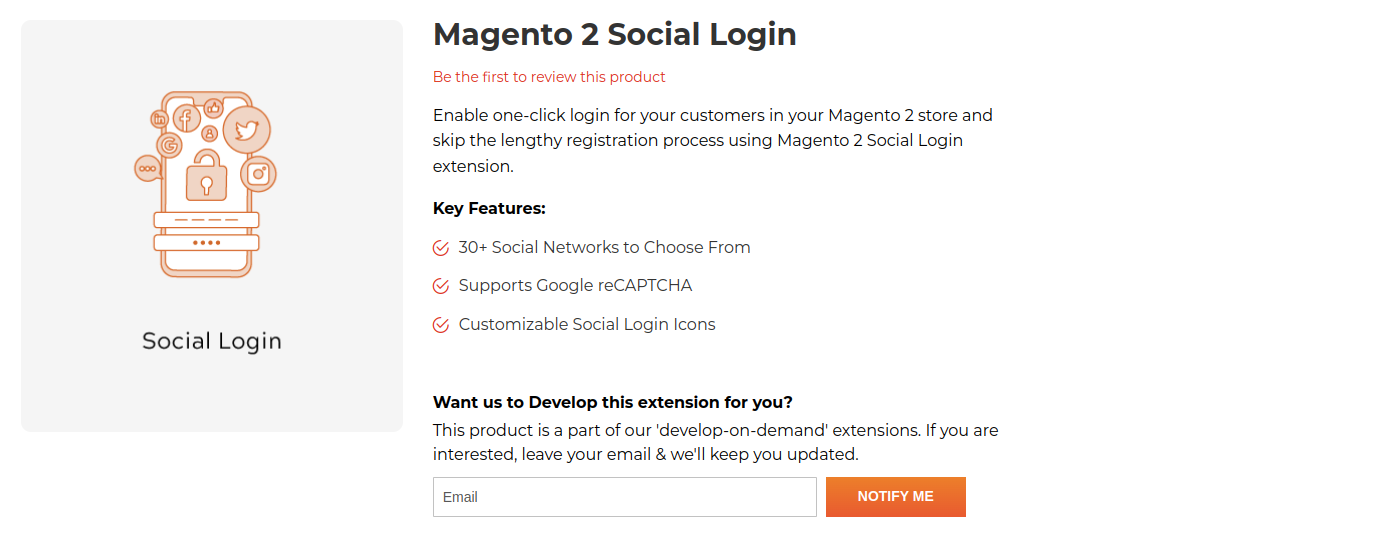 Magento 2 Social Login
Be the first to review this product
Enable one-click login for your customers in your Magento 2 store and
skip the lengthy registration process using Magento 2 Social Login
extension.
Key Features:
30+ Social Networks to Choose From
Supports Google reCAPTCHA
Customizable Social Login Icons
Social Login
Want us to Develop this extension for you?
This product is a part of our 'develop-on-demand' extensions. If you are
interested, leave your email & we'll keep you updated.
Email
NOTIFY ME